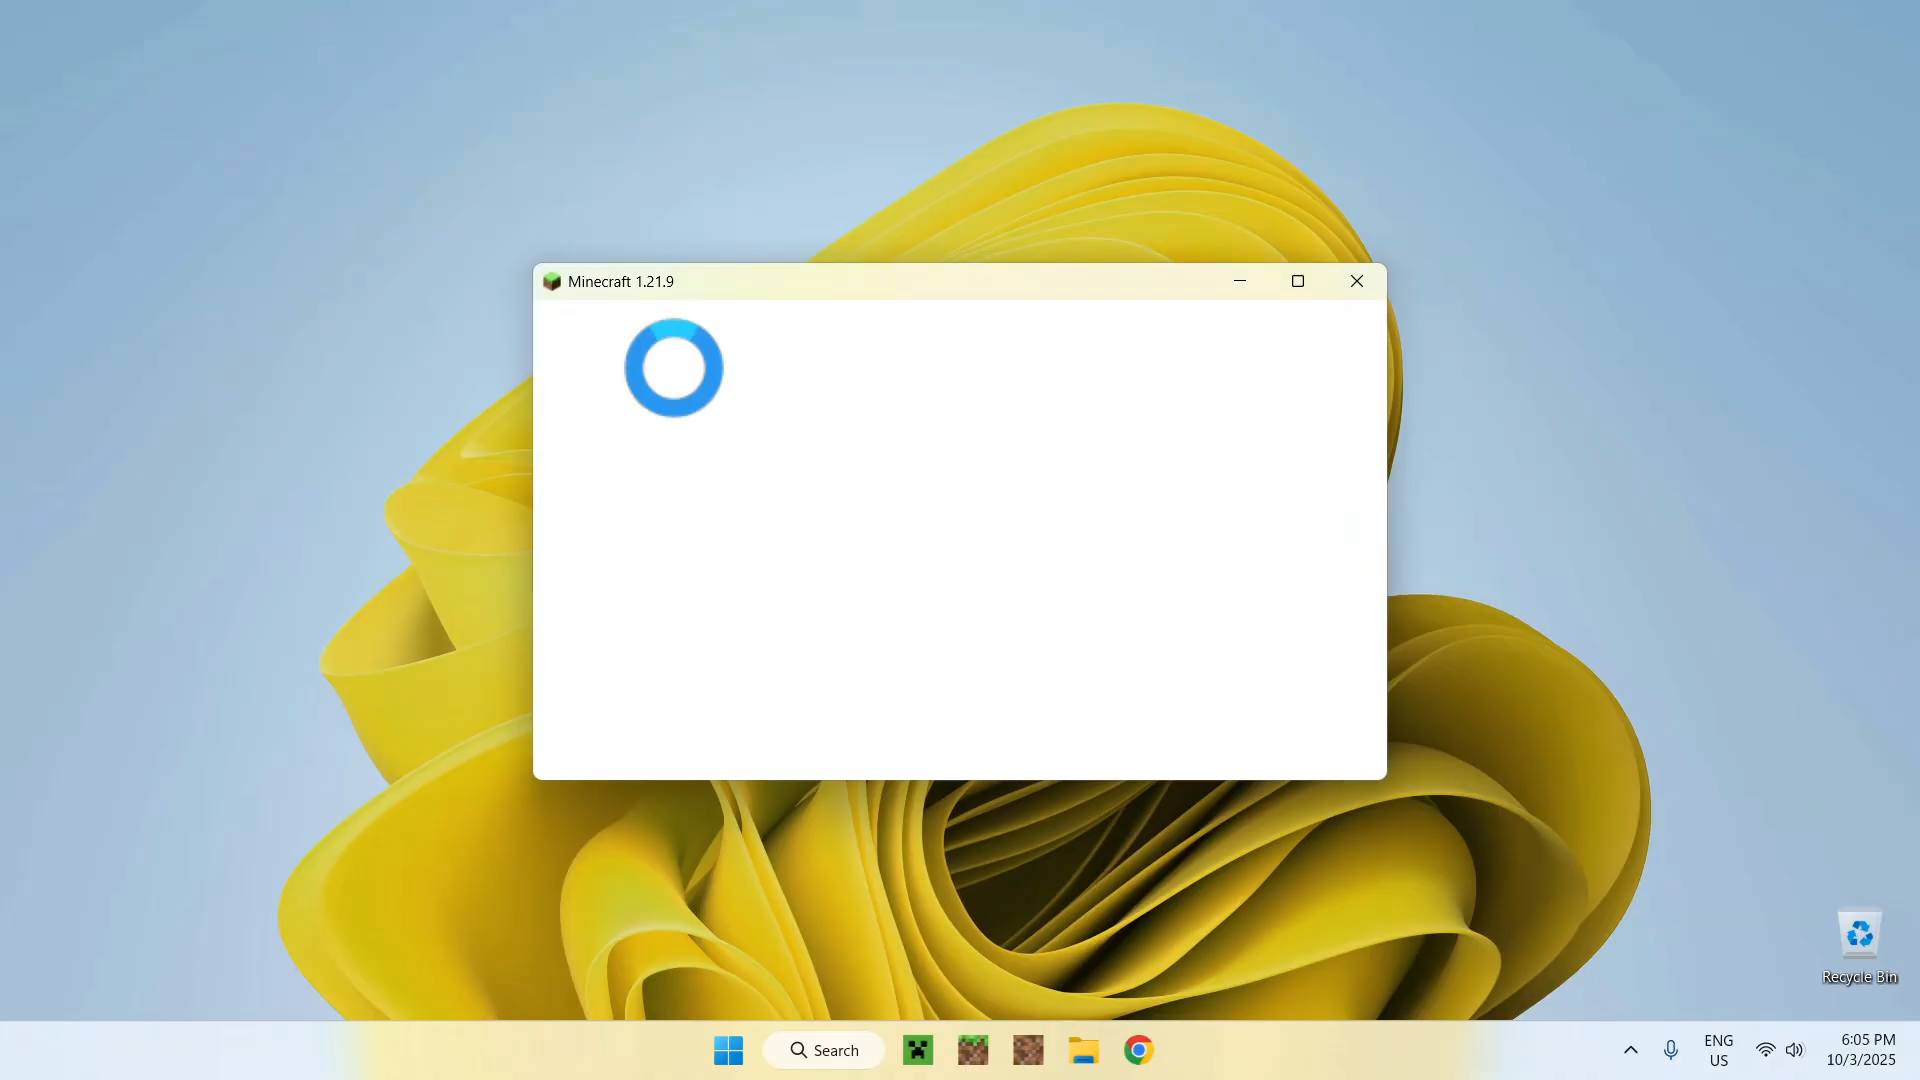 Minecraft 1.21.9
Recycle Bin
Search
ENG
US
6:05 PM
10/3/2025